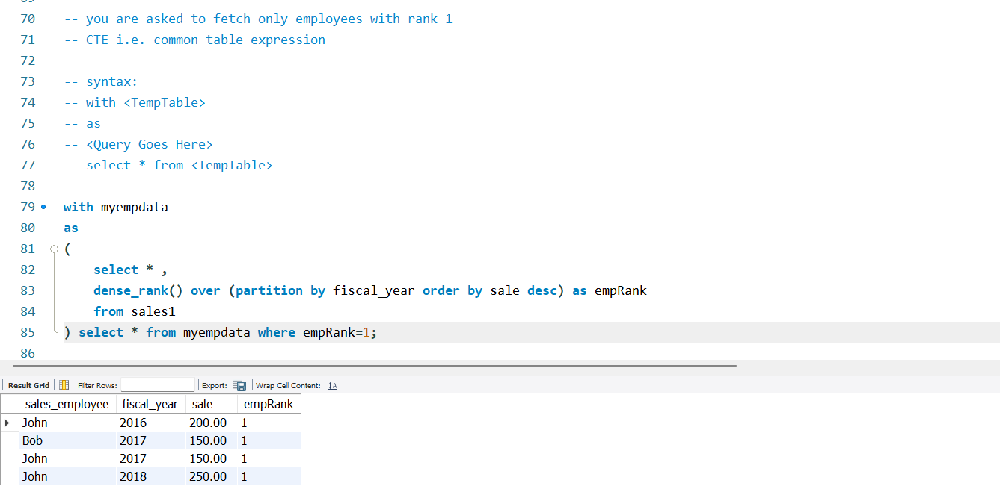 70 -- you are asked to fetch only employees with rank 1
71 -- CTE i.e. common table expression
72
73 -- syntax:
74 -- with <TempTable>
75 -- as
76 -- <Query Goes Here>
77 -- select * from <TempTable>
78
79 with myempdata
80 as
81 (
82 select * ,
83 dense_rank() over (partition by fiscal_year order by sale desc) as empRank
84 from sales1
85 ) select * from myempdata where empRank=1;
86
Result Grid Filter Rows: Export: Wrap Cell Content:
sales_employee fiscal_year sale empRank
John 2016 200.00 1
Bob 2017 150.00 1
John 2017 150.00 1
John 2018 250.00 1